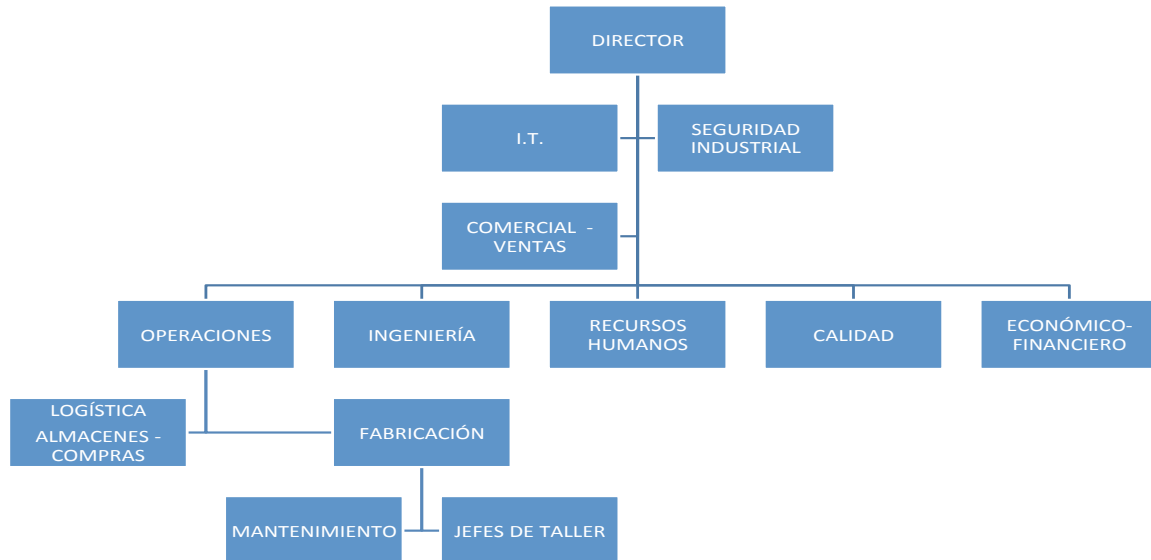 DIRECTOR
I.T.
SEGURIDAD
INDUSTRIAL
COMERCIAL -
VENTAS
OPERACIONES
INGENIERÍA
RECURSOS
HUMANOS
CALIDAD
ECONÓMICO-
FINANCIERO
LOGÍSTICA
ALMACENES -
COMPRAS
FABRICACIÓN
MANTENIMIENTO
JEFES DE TALLER